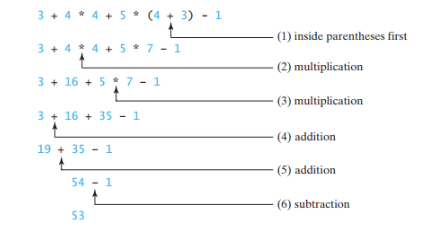 3 + 4 * 4 + 5 * (4 + 3) - 1
(1) inside parentheses first
3 + 4 * 4 + 5 * 7 - 1
(2) multiplication
3 + 16 + 5 * 7 - 1
(3) multiplication
3 + 16 + 35 - 1
(4) addition
19 + 35 - 1
(5) addition
54 - 1
(6) subtraction
53